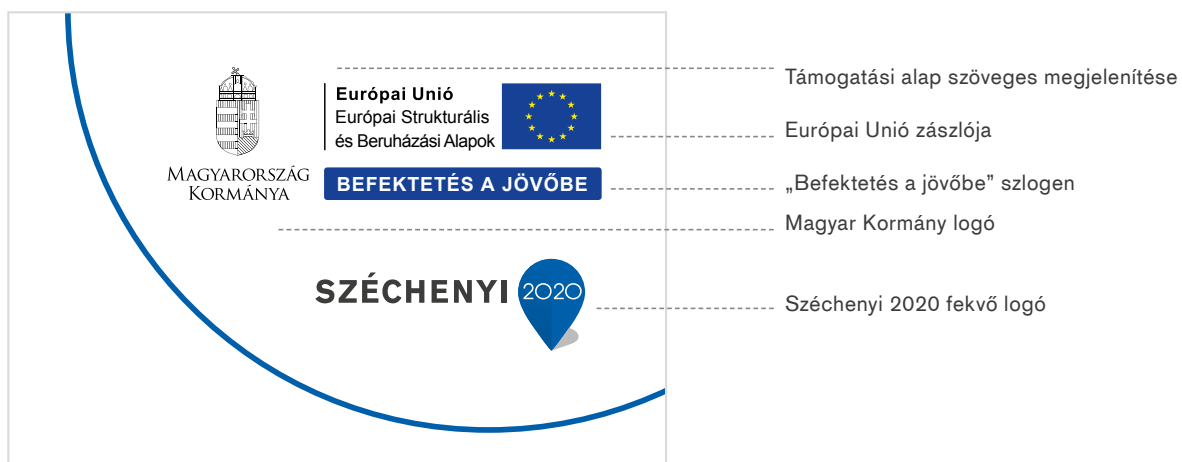 Európai Unió
Európai Strukturális
és Beruházási Alapok
MAGYARORSZÁG
KORMÁNYA
BEFEKTETÉS A JÖVŐBE
SZÉCHENYI 2020
Támogatási alap szöveges megjelenítése
Európai Unió zászlója
„Befektetés a jövőbe” szlogen
Magyar Kormány logó
Széchenyi 2020 fekvő logó